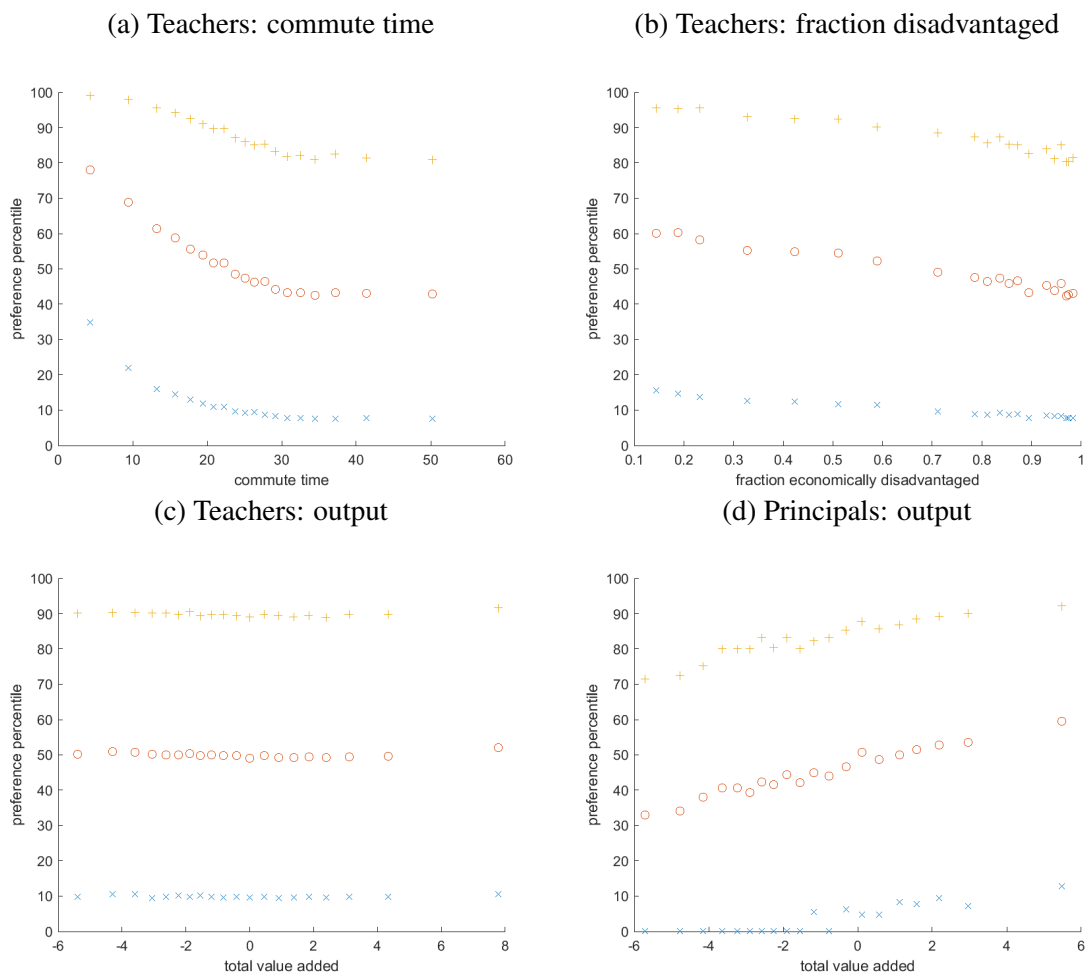 (a) Teachers: commute time
100
90
80
70
60
50
40
30
20
10
0
preference percentile
0 10 20 30 40 50 60
commute time
(b) Teachers: fraction disadvantaged
100
90
80
70
60
50
40
30
20
10
0
preference percentile
0.1 0.2 0.3 0.4 0.5 0.6 0.7 0.8 0.9 1
fraction economically disadvantaged
(c) Teachers: output
100
90
80
70
60
50
40
30
20
10
0
preference percentile
-6 -4 -2 0 2 4 6 8
total value added
(d) Principals: output
100
90
80
70
60
50
40
30
20
10
0
preference percentile
-6 -4 -2 0 2 4 6
total value added